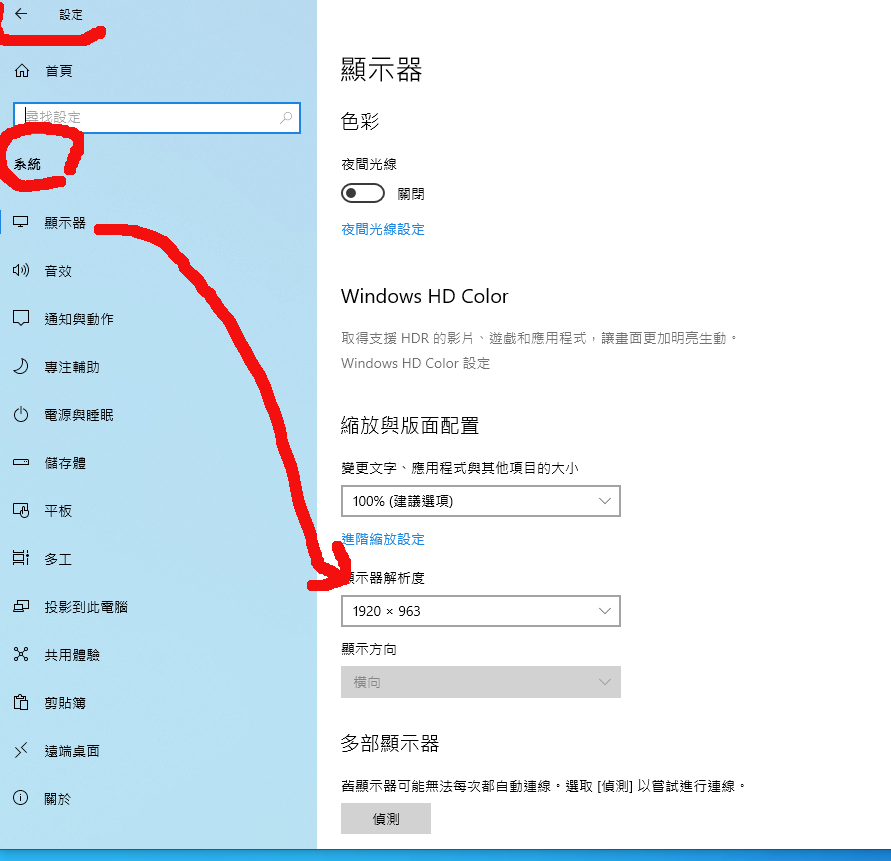 設定
首頁
尋找設定
系統
顯示器
音效
通知與動作
專注輔助
電源與睡眠
儲存體
平板
多工
投影到此電腦
共用體驗
剪貼簿
遠端桌面
關於
顯示器
色彩
夜間光線
關閉
夜間光線設定
Windows HD Color
取得支援 HDR 的影片、遊戲和應用程式，讓畫面更加明亮生動。
Windows HD Color 設定
縮放與版面配置
變更文字、應用程式與其他項目的大小
100% (建議選項)
進階縮放設定
顯示器解析度
1920 × 963
顯示方向
橫向
多部顯示器
舊顯示器可能無法每次都自動連線。選取 [偵測] 以嘗試進行連線。
偵測